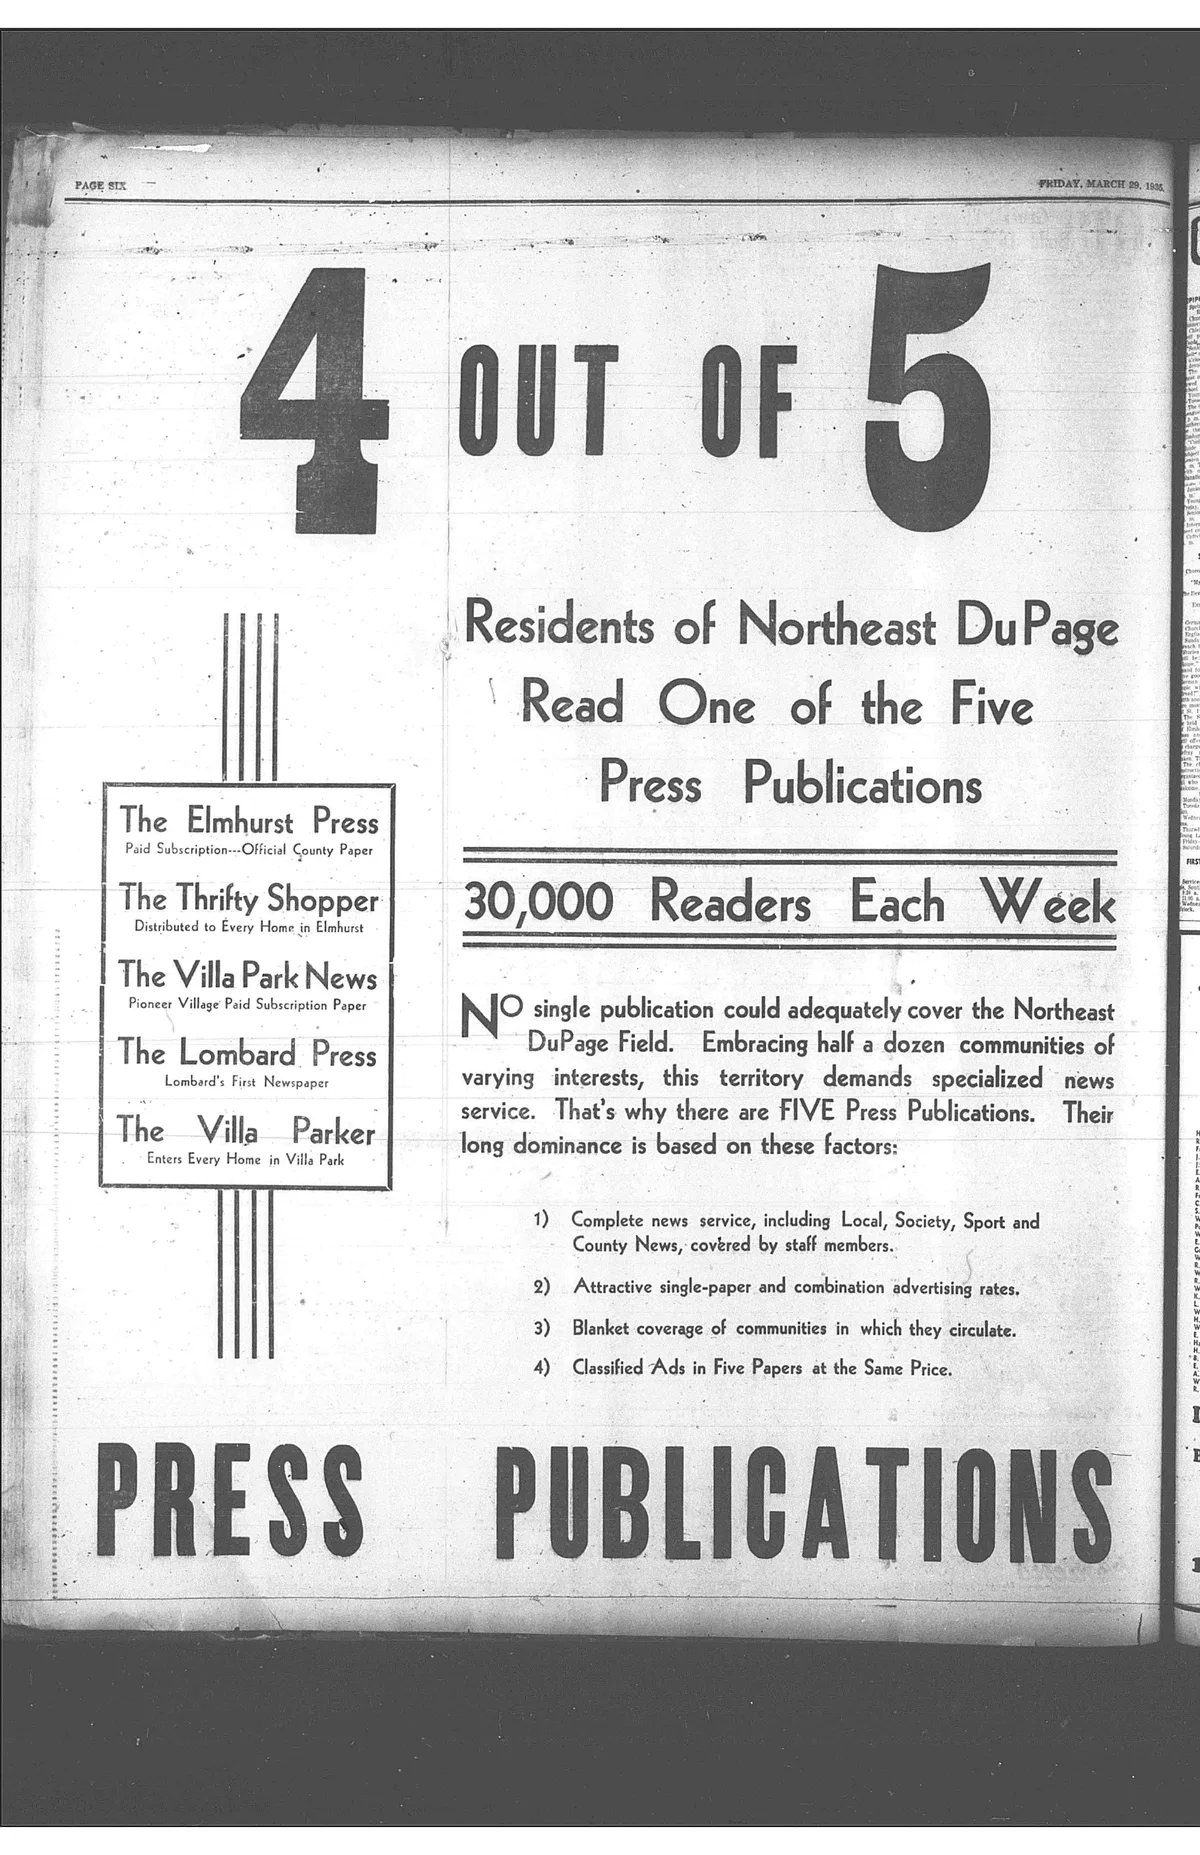 PAGE SIX
FRIDAY, MARCH 29, 1935.
4 OUT OF 5
Residents of Northeast DuPage
Read One of the Five
Press Publications
The Elmhurst Press
Paid Subscription---Official County Paper
The Thrifty Shopper
Distributed to Every Home in Elmhurst
The Villa Park News
Pioneer Village Paid Subscription Paper
The Lombard Press
Lombard's First Newspaper
The Villa Parker
Enters Every Home in Villa Park
30,000 Readers Each Week
NO single publication could adequately cover the Northeast
DuPage Field. Embracing half a dozen communities of
varying interests, this territory demands specialized news
service. That's why there are FIVE Press Publications. Their
long dominance is based on these factors:
1) Complete news service, including Local, Society, Sport and
County News, covered by staff members.
2) Attractive single-paper and combination advertising rates.
3) Blanket coverage of communities in which they circulate.
4) Classified Ads in Five Papers at the Same Price.
PRESS PUBLICATIONS